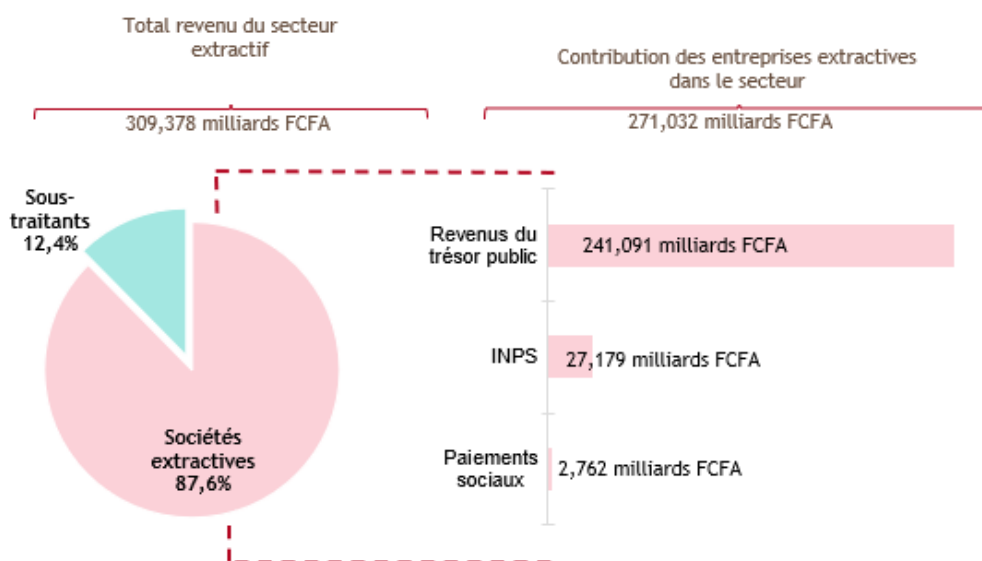 Total revenu du secteur
extractif
309,378 milliards FCFA
Contribution des entreprises extractives
dans le secteur
271,032 milliards FCFA
Sous-
traitants
12,4%
Sociétés
extractives
87,6%
Revenus du
trésor public
241,091 milliards FCFA
INPS
27,179 milliards FCFA
Paiements
sociaux
2,762 milliards FCFA